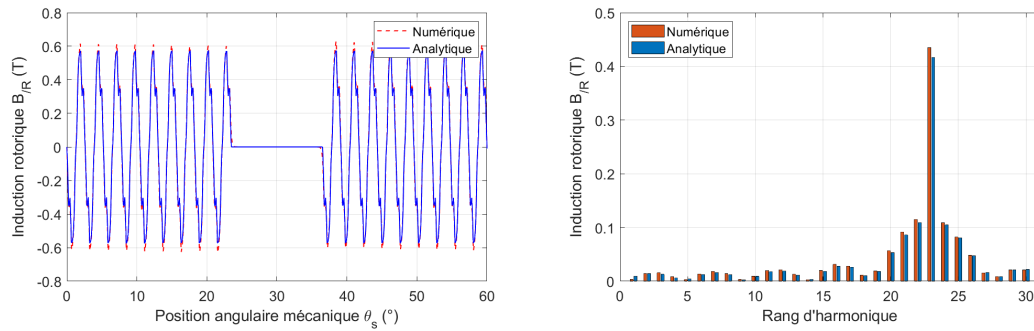 0.8
0.6
0.4
0.2
0
-0.2
-0.4
-0.6
-0.8
Induction rotorique B/R (T)
0 10 20 30 40 50 60
Position angulaire mécanique θs (°)
Numérique
Analytique
0.5
0.4
0.3
0.2
0.1
0
Induction rotorique B/R (T)
0 5 10 15 20 25 30
Rang d'harmonique
Numérique
Analytique